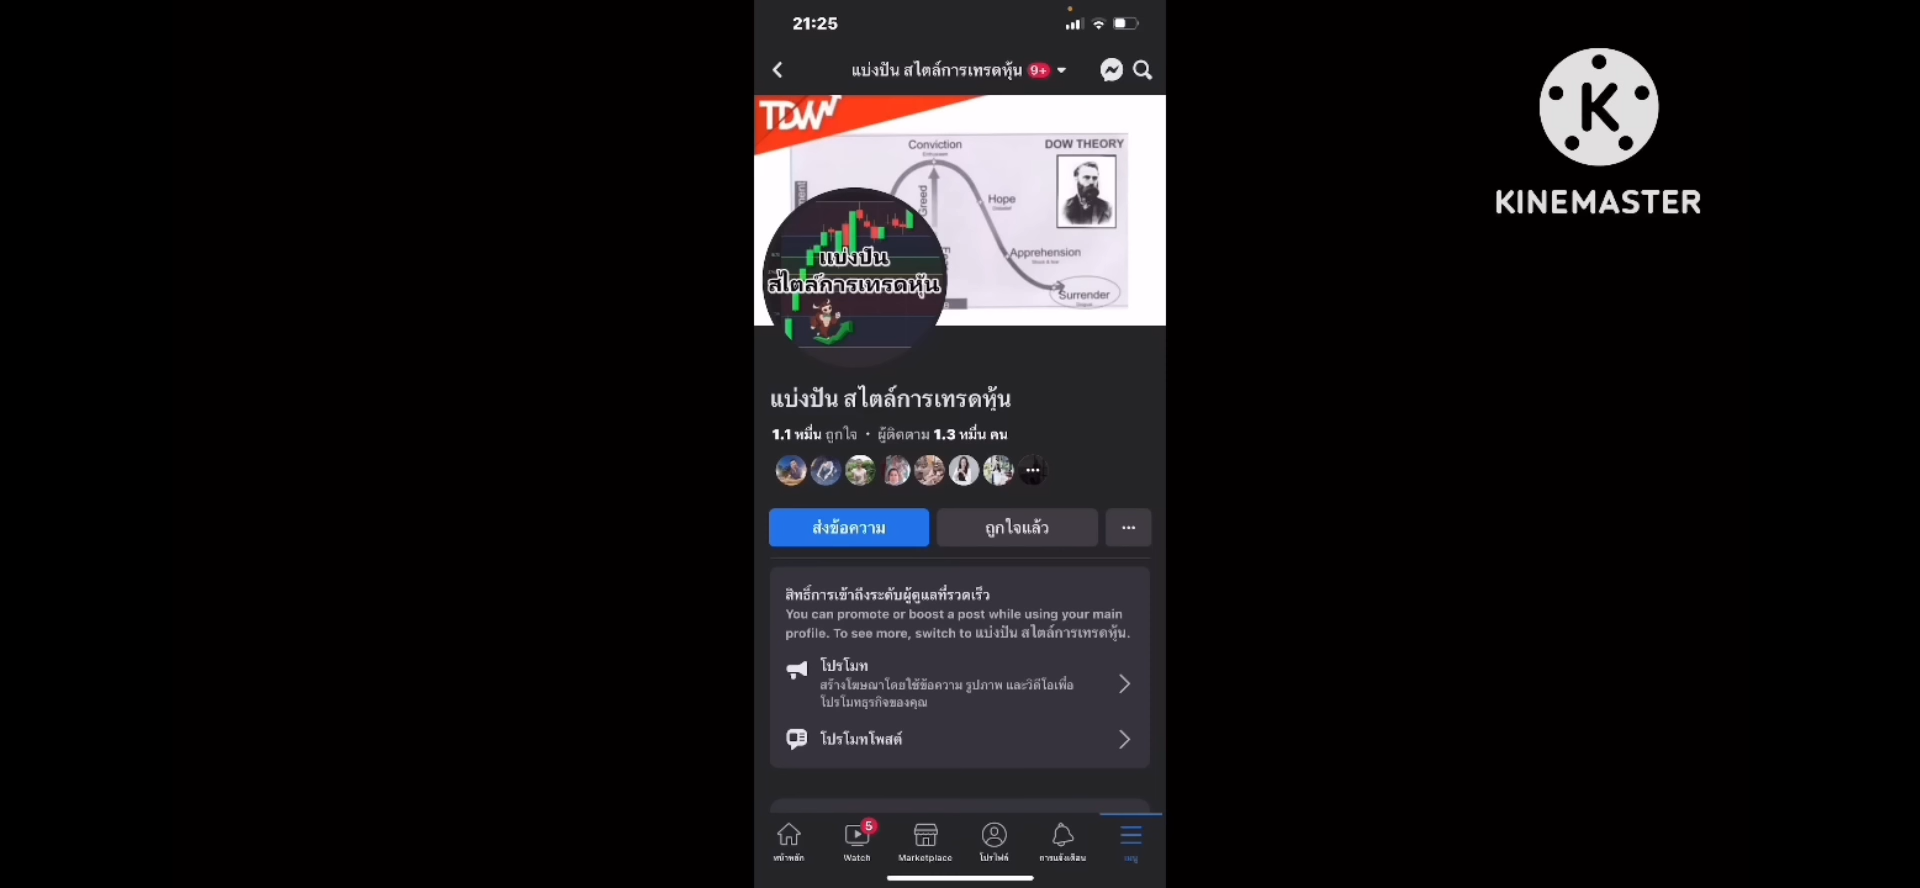 21:25
แบ่งปัน สไตล์การเทรดหุ้น 9+
TDW
Conviction
DOW THEORY
Greed
Hope
Apprehension
Surrender
แบ่งปัน
สไตล์การเทรดหุ้น
แบ่งปัน สไตล์การเทรดหุ้น
1.1 หมื่น ถูกใจ · ผู้ติดตาม 1.3 หมื่น คน
ส่งข้อความ
ถูกใจแล้ว
สิทธิ์การเข้าถึงระดับผู้ดูแลที่รวดเร็ว
You can promote or boost a post while using your main
profile. To see more, switch to แบ่งปัน สไตล์การเทรดหุ้น.
โปรโมท
สร้างโฆษณาโดยใช้ข้อความ รูปภาพ และวิดีโอเพื่อ
โปรโมทธุรกิจของคุณ
โปรโมทโพสต์
5
หน้าหลัก
Watch
Marketplace
โปรไฟล์
การแจ้งเตือน
เมนู
K
KINEMASTER